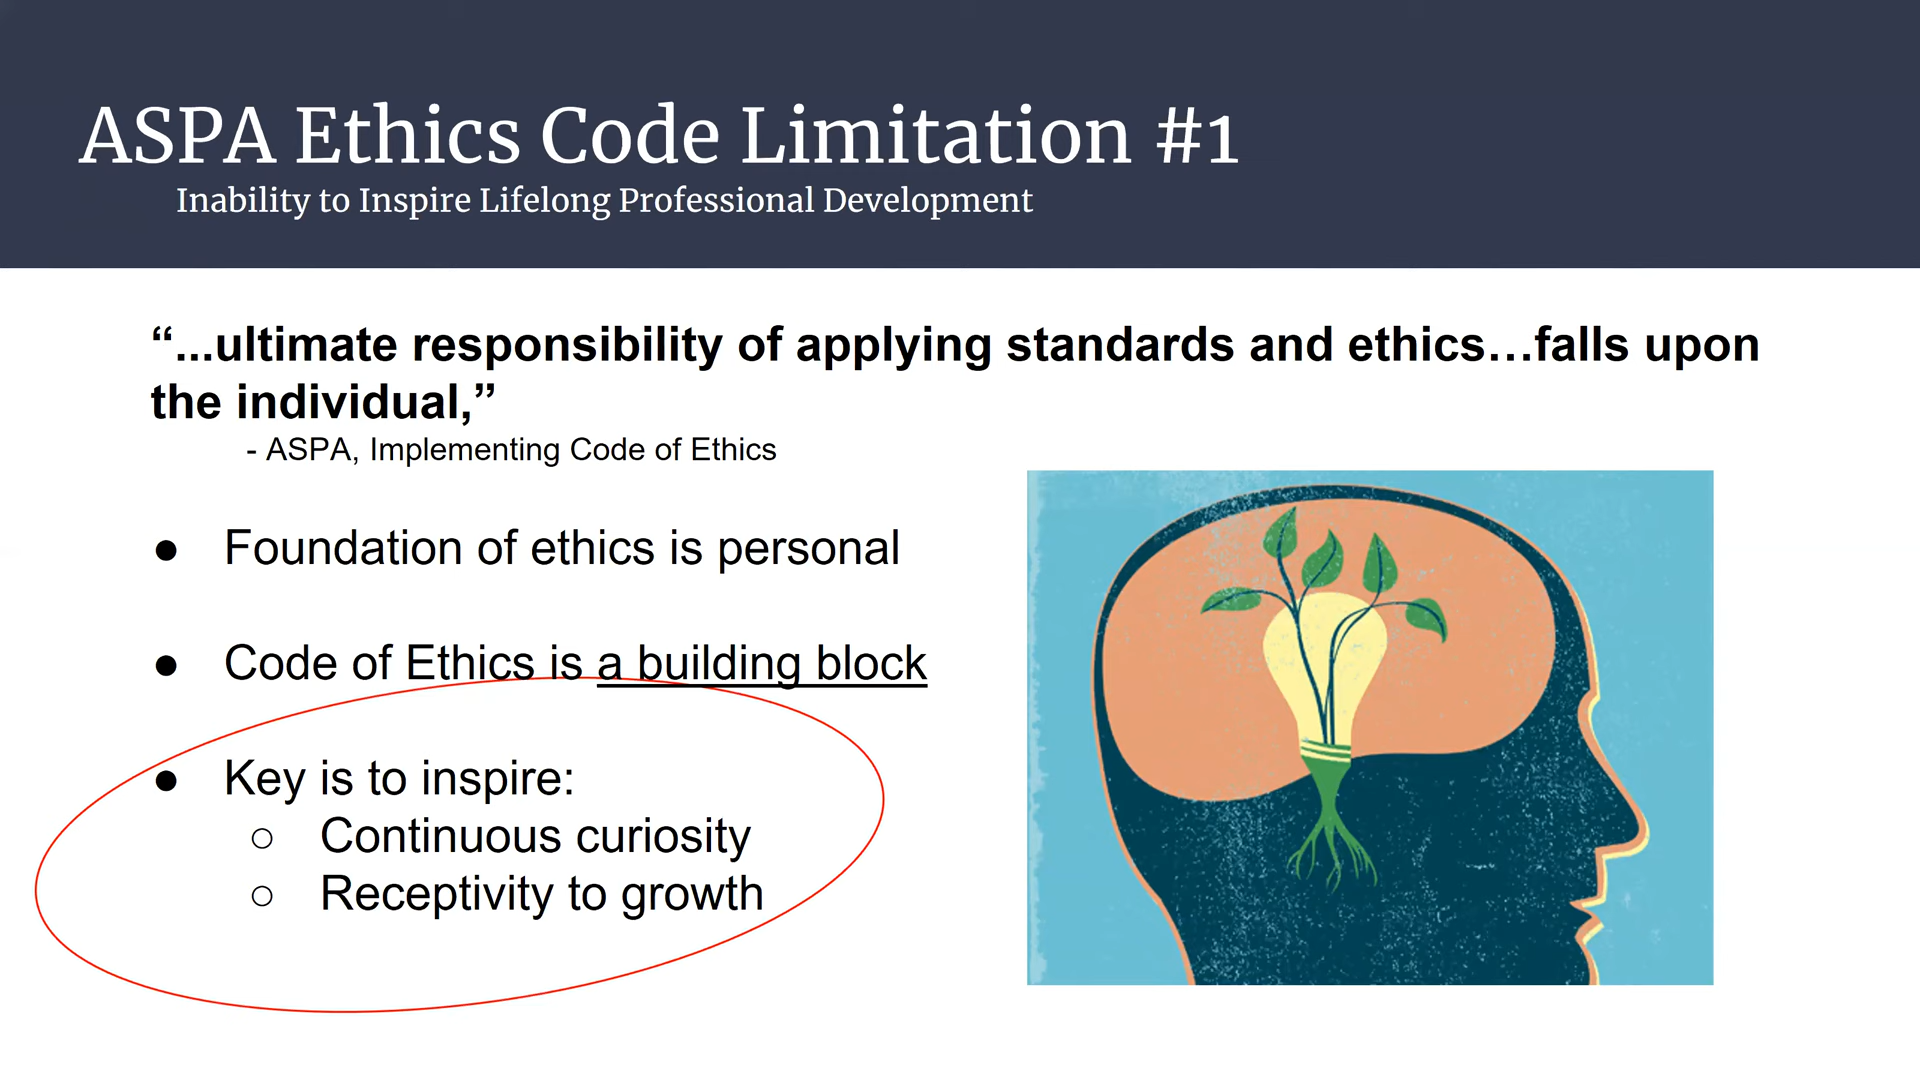 ASPA Ethics Code Limitation #1
Inability to Inspire Lifelong Professional Development
“...ultimate responsibility of applying standards and ethics…falls upon
the individual,”
- ASPA, Implementing Code of Ethics
● Foundation of ethics is personal
● Code of Ethics is a building block
● Key is to inspire:
○ Continuous curiosity
○ Receptivity to growth